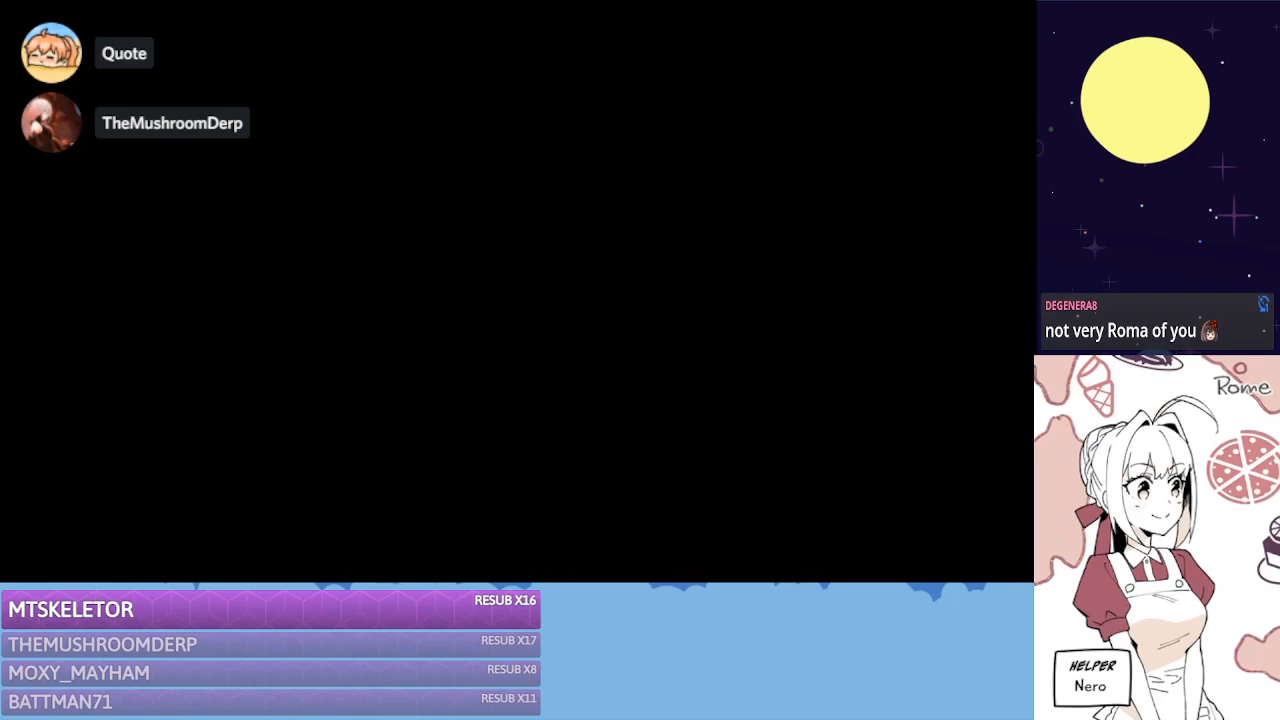 Quote
TheMushroomDerp
DEGENERA8
not very Roma of you
Rome
HELPER
Nero
MTSKELETOR RESUB X16
THEMUSHROOMDERP RESUB X17
MOXY_MAYHAM RESUB X8
BATTMAN71 RESUB X11